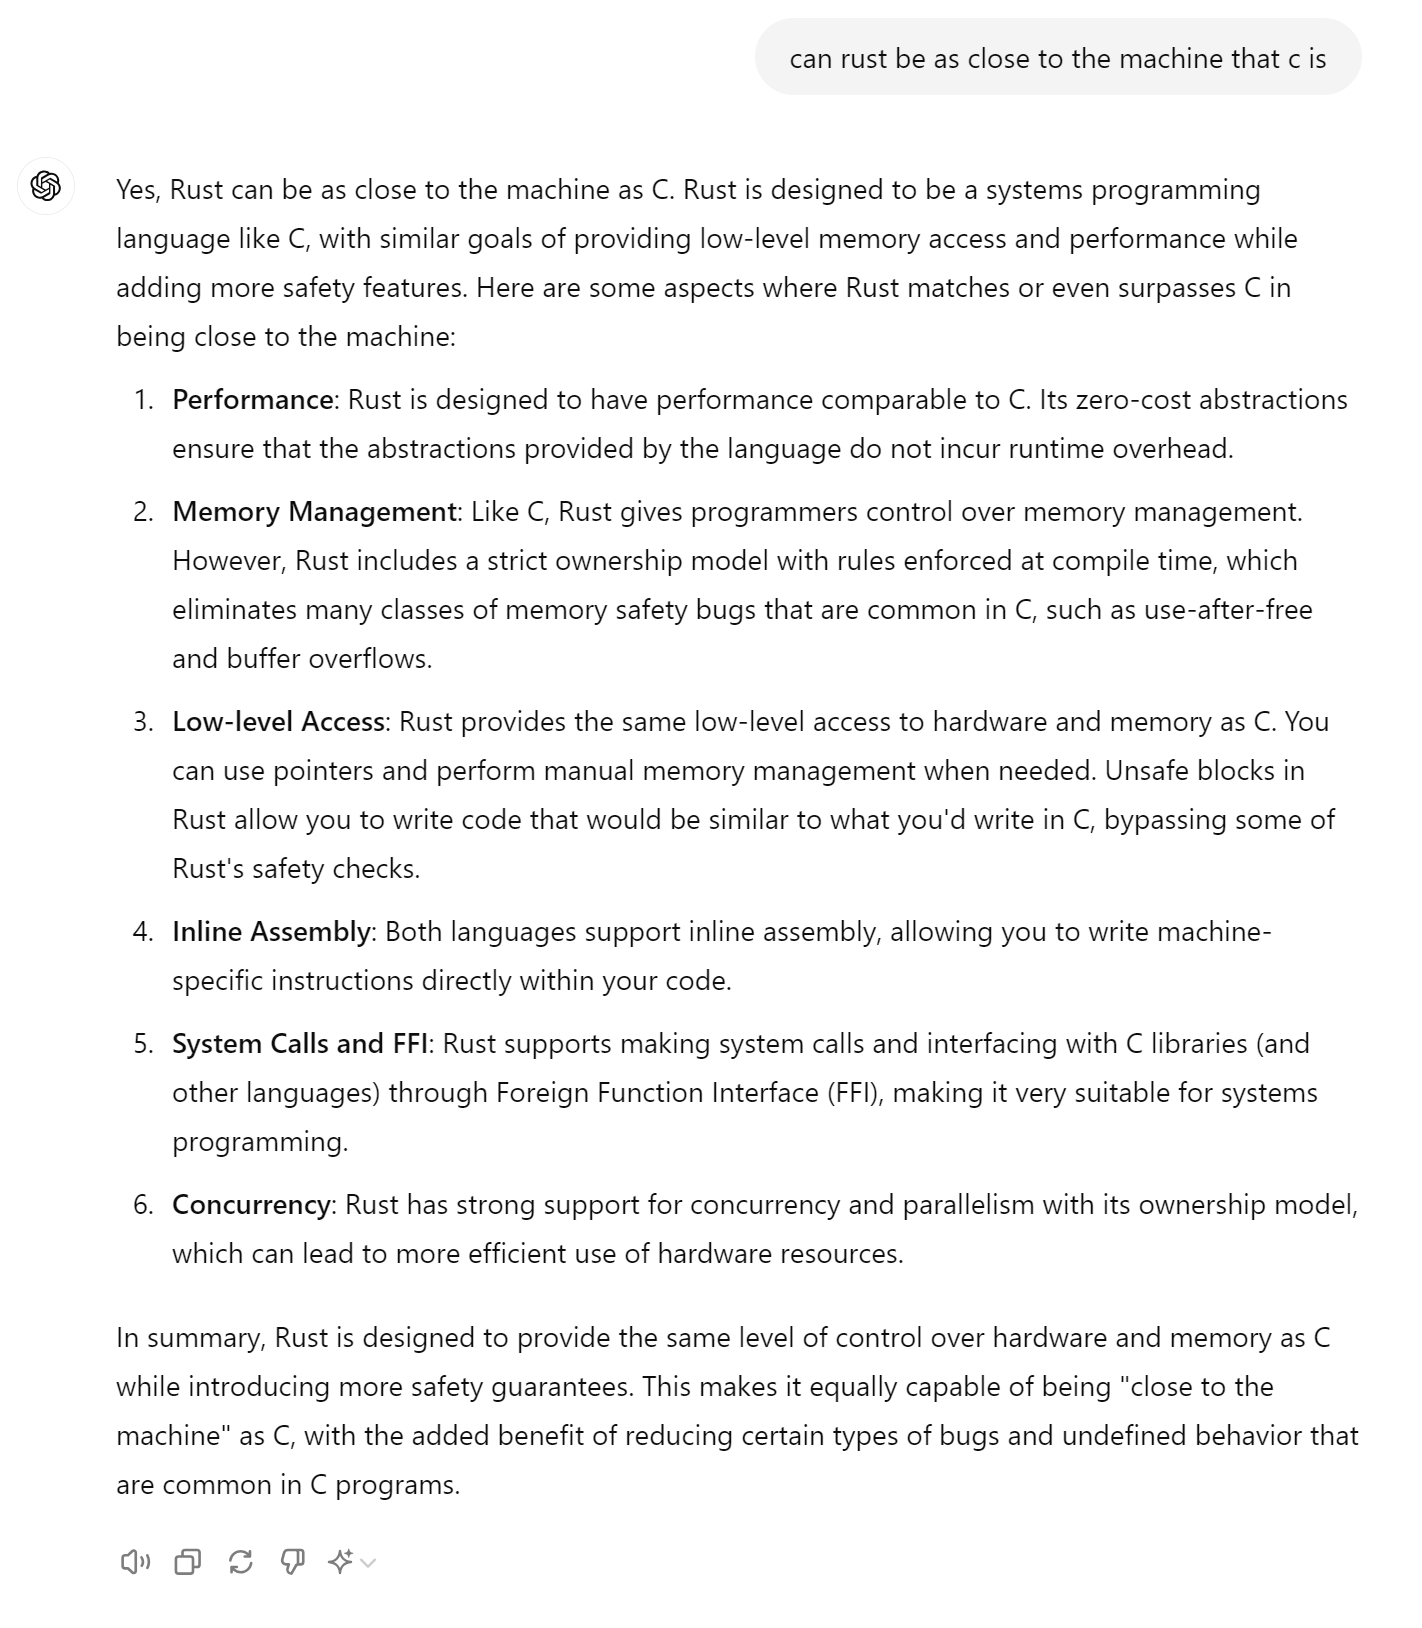 can rust be as close to the machine that c is
Yes, Rust can be as close to the machine as C. Rust is designed to be a systems programming
language like C, with similar goals of providing low-level memory access and performance while
adding more safety features. Here are some aspects where Rust matches or even surpasses C in
being close to the machine:
1. Performance: Rust is designed to have performance comparable to C. Its zero-cost abstractions
ensure that the abstractions provided by the language do not incur runtime overhead.
2. Memory Management: Like C, Rust gives programmers control over memory management.
However, Rust includes a strict ownership model with rules enforced at compile time, which
eliminates many classes of memory safety bugs that are common in C, such as use-after-free
and buffer overflows.
3. Low-level Access: Rust provides the same low-level access to hardware and memory as C. You
can use pointers and perform manual memory management when needed. Unsafe blocks in
Rust allow you to write code that would be similar to what you'd write in C, bypassing some of
Rust's safety checks.
4. Inline Assembly: Both languages support inline assembly, allowing you to write machine-
specific instructions directly within your code.
5. System Calls and FFI: Rust supports making system calls and interfacing with C libraries (and
other languages) through Foreign Function Interface (FFI), making it very suitable for systems
programming.
6. Concurrency: Rust has strong support for concurrency and parallelism with its ownership model,
which can lead to more efficient use of hardware resources.
In summary, Rust is designed to provide the same level of control over hardware and memory as C
while introducing more safety guarantees. This makes it equally capable of being "close to the
machine" as C, with the added benefit of reducing certain types of bugs and undefined behavior that
are common in C programs.